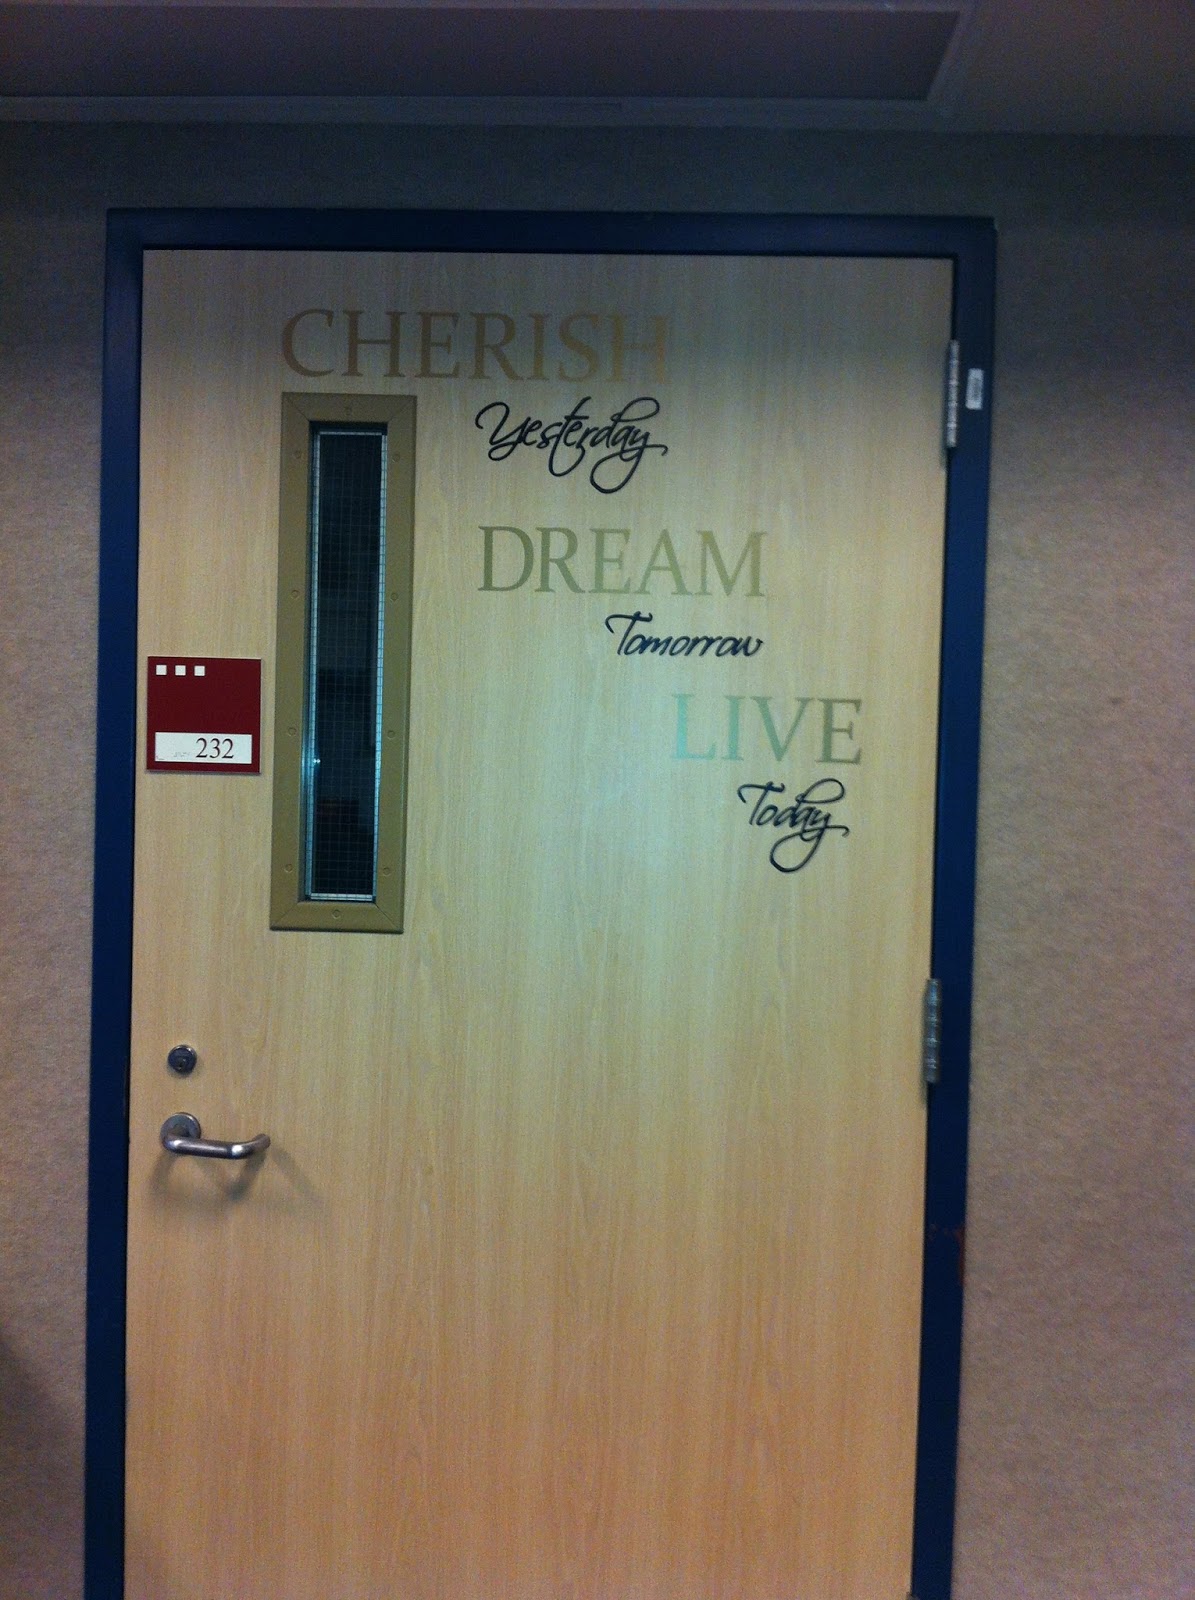 CHERISH
Yesterday
DREAM
Tomorrow
LIVE
Today
232